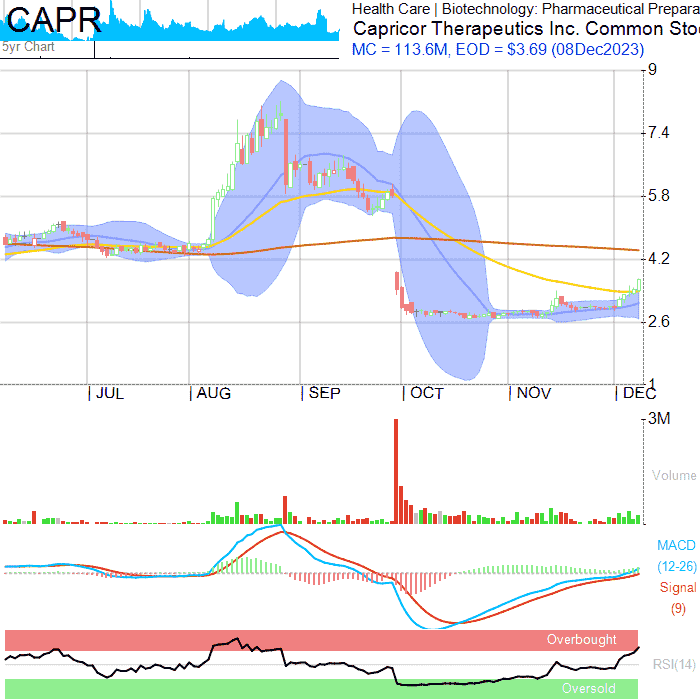 CAPR
5yr Chart
Health Care | Biotechnology: Pharmaceutical Prepara
Capricor Therapeutics Inc. Common Sto
MC = 113.6M, EOD = $3.69 (08Dec2023)
9
7.4
5.8
4.2
2.6
1
JUL AUG SEP OCT NOV DEC
3M
Volume
MACD
(12-26)
Signal
(9)
Overbought
RSI(14)
Oversold